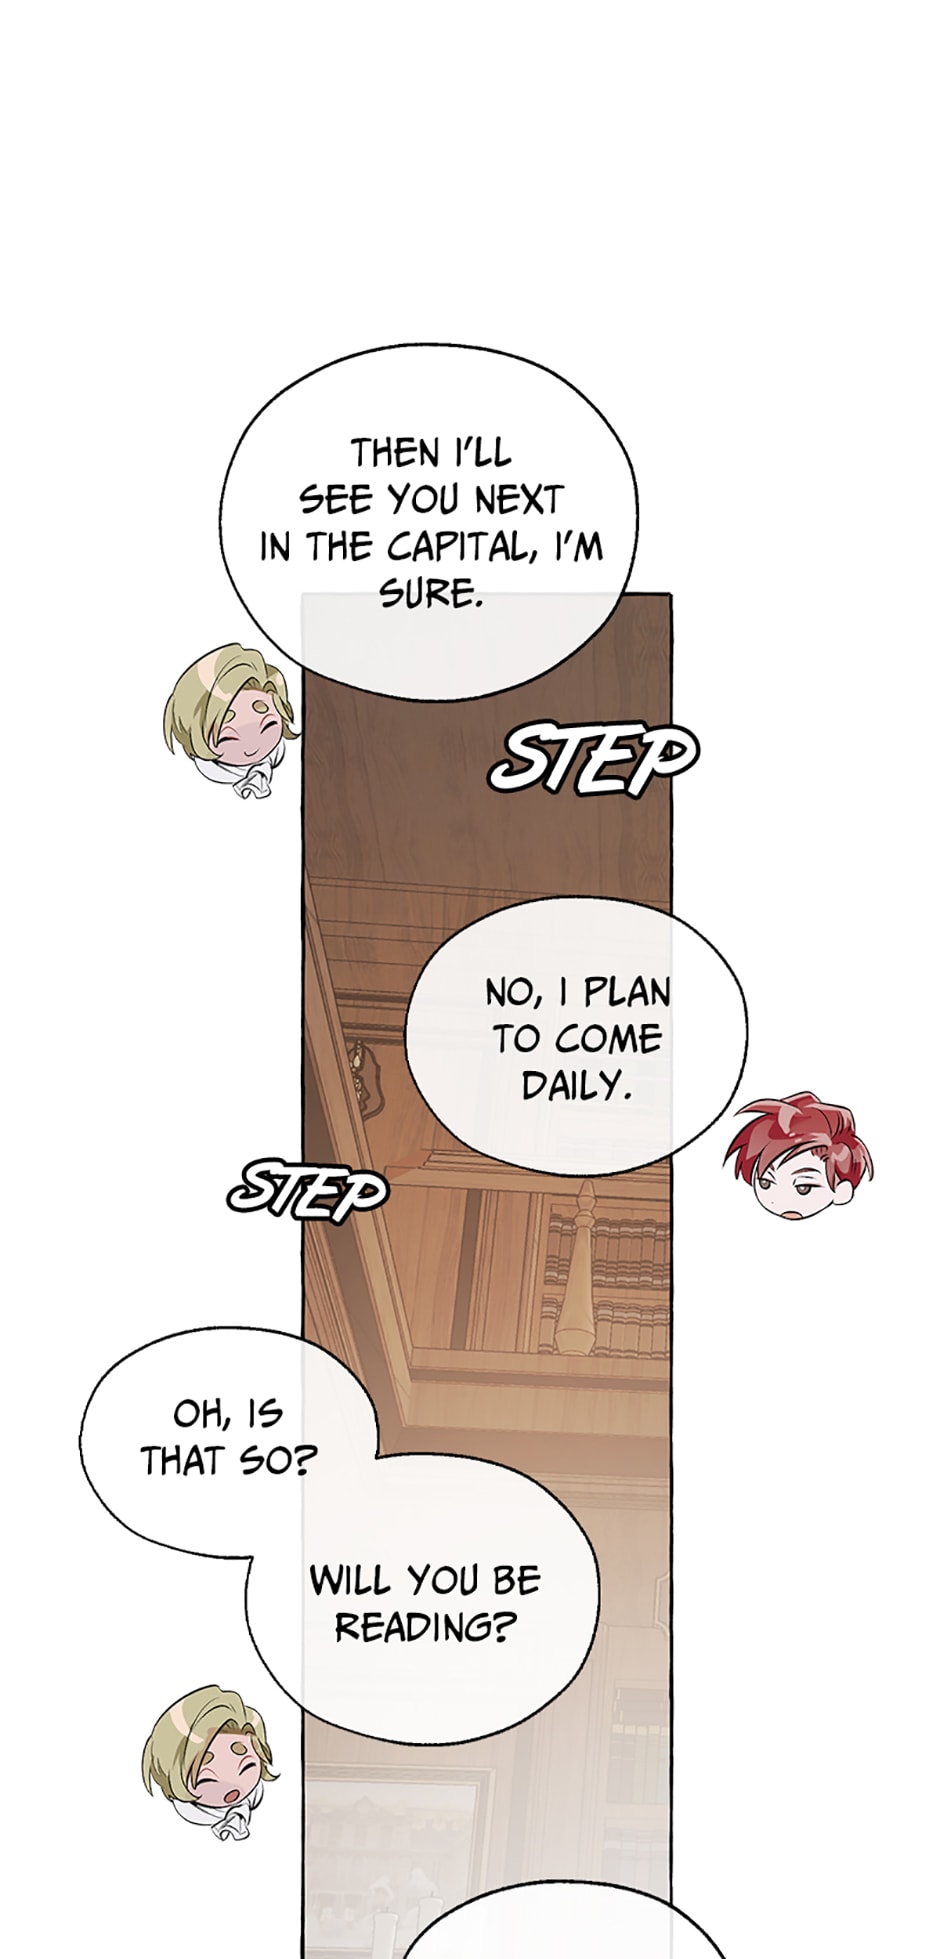 THEN I'LL
SEE YOU NEXT
IN THE CAPITAL, I'M
SURE.
STEP
NO, I PLAN
TO COME
DAILY.
STEP
OH, IS
THAT SO?
WILL YOU BE
READING?